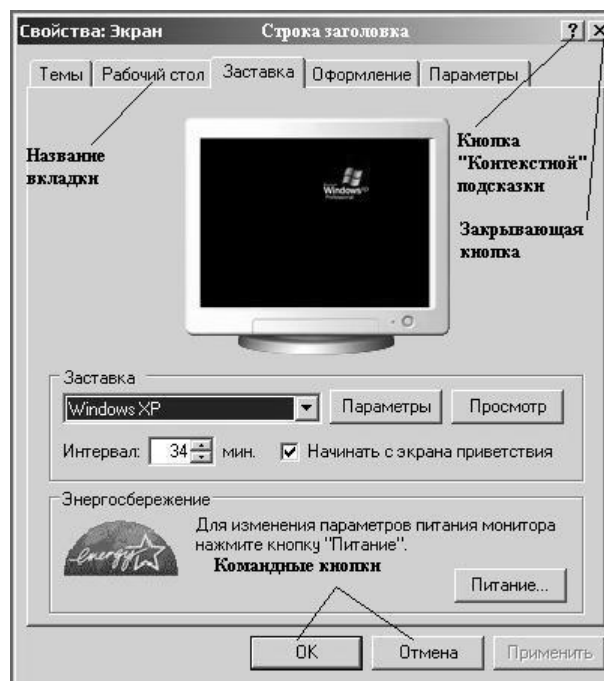 Свойства: Экран Строка заголовка ? ×
Темы Рабочий стол Заставка Оформление Параметры
Название
вкладки
Кнопка
"Контекстной"
подсказки
Закрывающая
кнопка
Windows xp
Professional
Заставка
Windows XP Параметры Просмотр
Интервал: 34 мин. Начинать с экрана приветствия
Энергосбережение
energy
Для изменения параметров питания монитора
нажмите кнопку "Питание".
Командные кнопки
Питание...
OK Отмена Применить